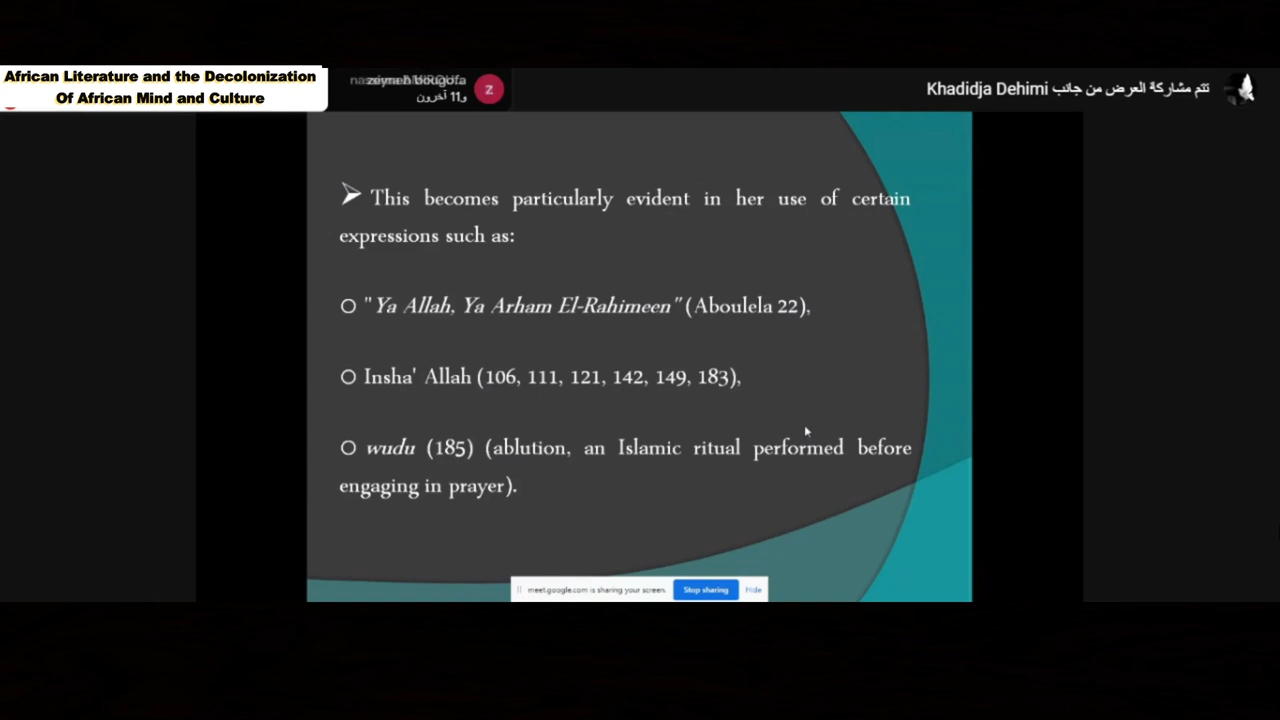 African Literature and the Decolonization
Of African Mind and Culture
zeyneb bougofa
و11 آخرون
Z
تتم مشاركة العرض من جانب Khadidja Dehimi
➢ This becomes particularly evident in her use of certain
expressions such as:
○ "Ya Allah, Ya Arham El-Rahimeen" (Aboulela 22),
○ Insha' Allah (106, 111, 121, 142, 149, 183),
○ wudu (185) (ablution, an Islamic ritual performed before
engaging in prayer).
meet.google.com is sharing your screen.
Stop sharing
Hide